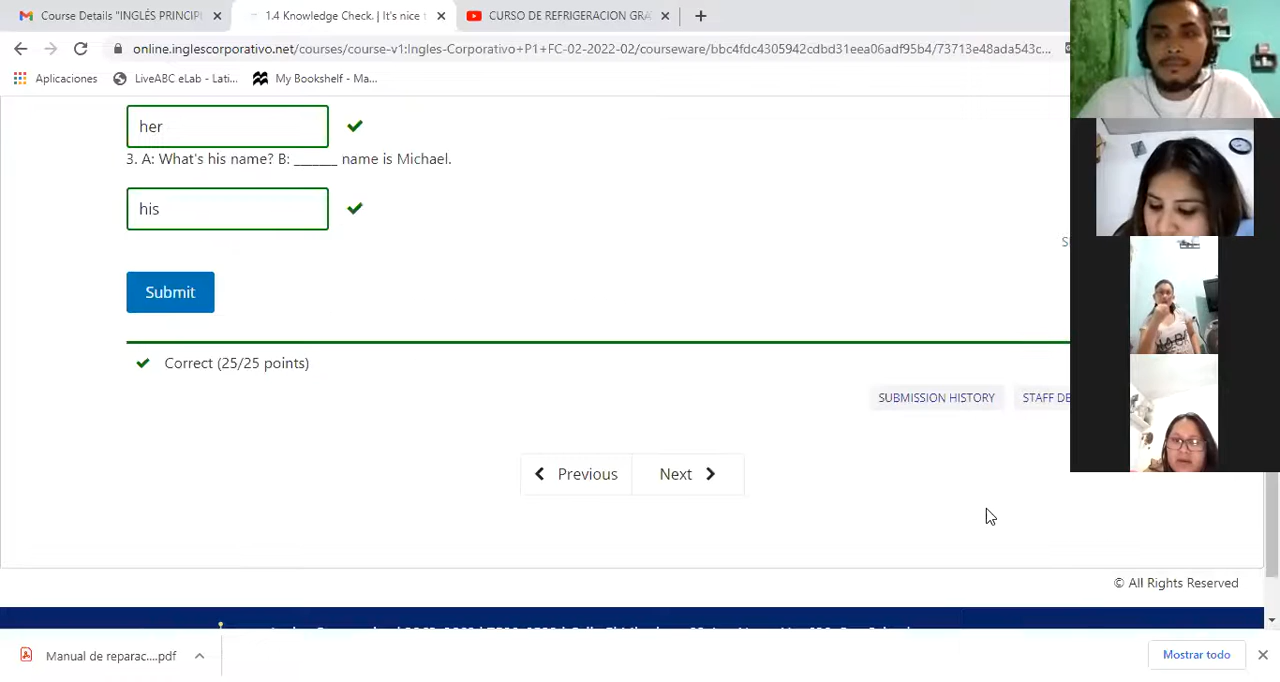 Course Details "INGLÉS PRINCIPI
1.4 Knowledge Check. | It's nice t
CURSO DE REFRIGERACION GRA
online.inglescorporativo.net/courses/course-v1:Ingles-Corporativo+P1+FC-02-2022-02/courseware/bbc4fdc4305942cdbd31eea06adf95b4/73713e48ada543c...
Aplicaciones LiveABC eLab - Lati... My Bookshelf - Ma...
her
3. A: What's his name? B: _______ name is Michael.
his
Submit
Correct (25/25 points)
SUBMISSION HISTORY STAFF DE
Previous Next
© All Rights Reserved
Manual de reparac....pdf
Mostrar todo